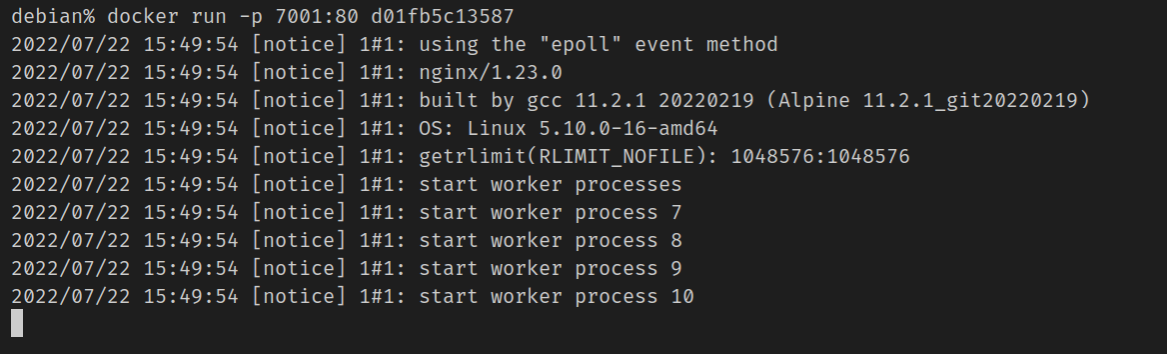 debian% docker run -p 7001:80 d01fb5c13587
2022/07/22 15:49:54 [notice] 1#1: using the "epoll" event method
2022/07/22 15:49:54 [notice] 1#1: nginx/1.23.0
2022/07/22 15:49:54 [notice] 1#1: built by gcc 11.2.1 20220219 (Alpine 11.2.1_git20220219)
2022/07/22 15:49:54 [notice] 1#1: OS: Linux 5.10.0-16-amd64
2022/07/22 15:49:54 [notice] 1#1: getrlimit(RLIMIT_NOFILE): 1048576:1048576
2022/07/22 15:49:54 [notice] 1#1: start worker processes
2022/07/22 15:49:54 [notice] 1#1: start worker process 7
2022/07/22 15:49:54 [notice] 1#1: start worker process 8
2022/07/22 15:49:54 [notice] 1#1: start worker process 9
2022/07/22 15:49:54 [notice] 1#1: start worker process 10